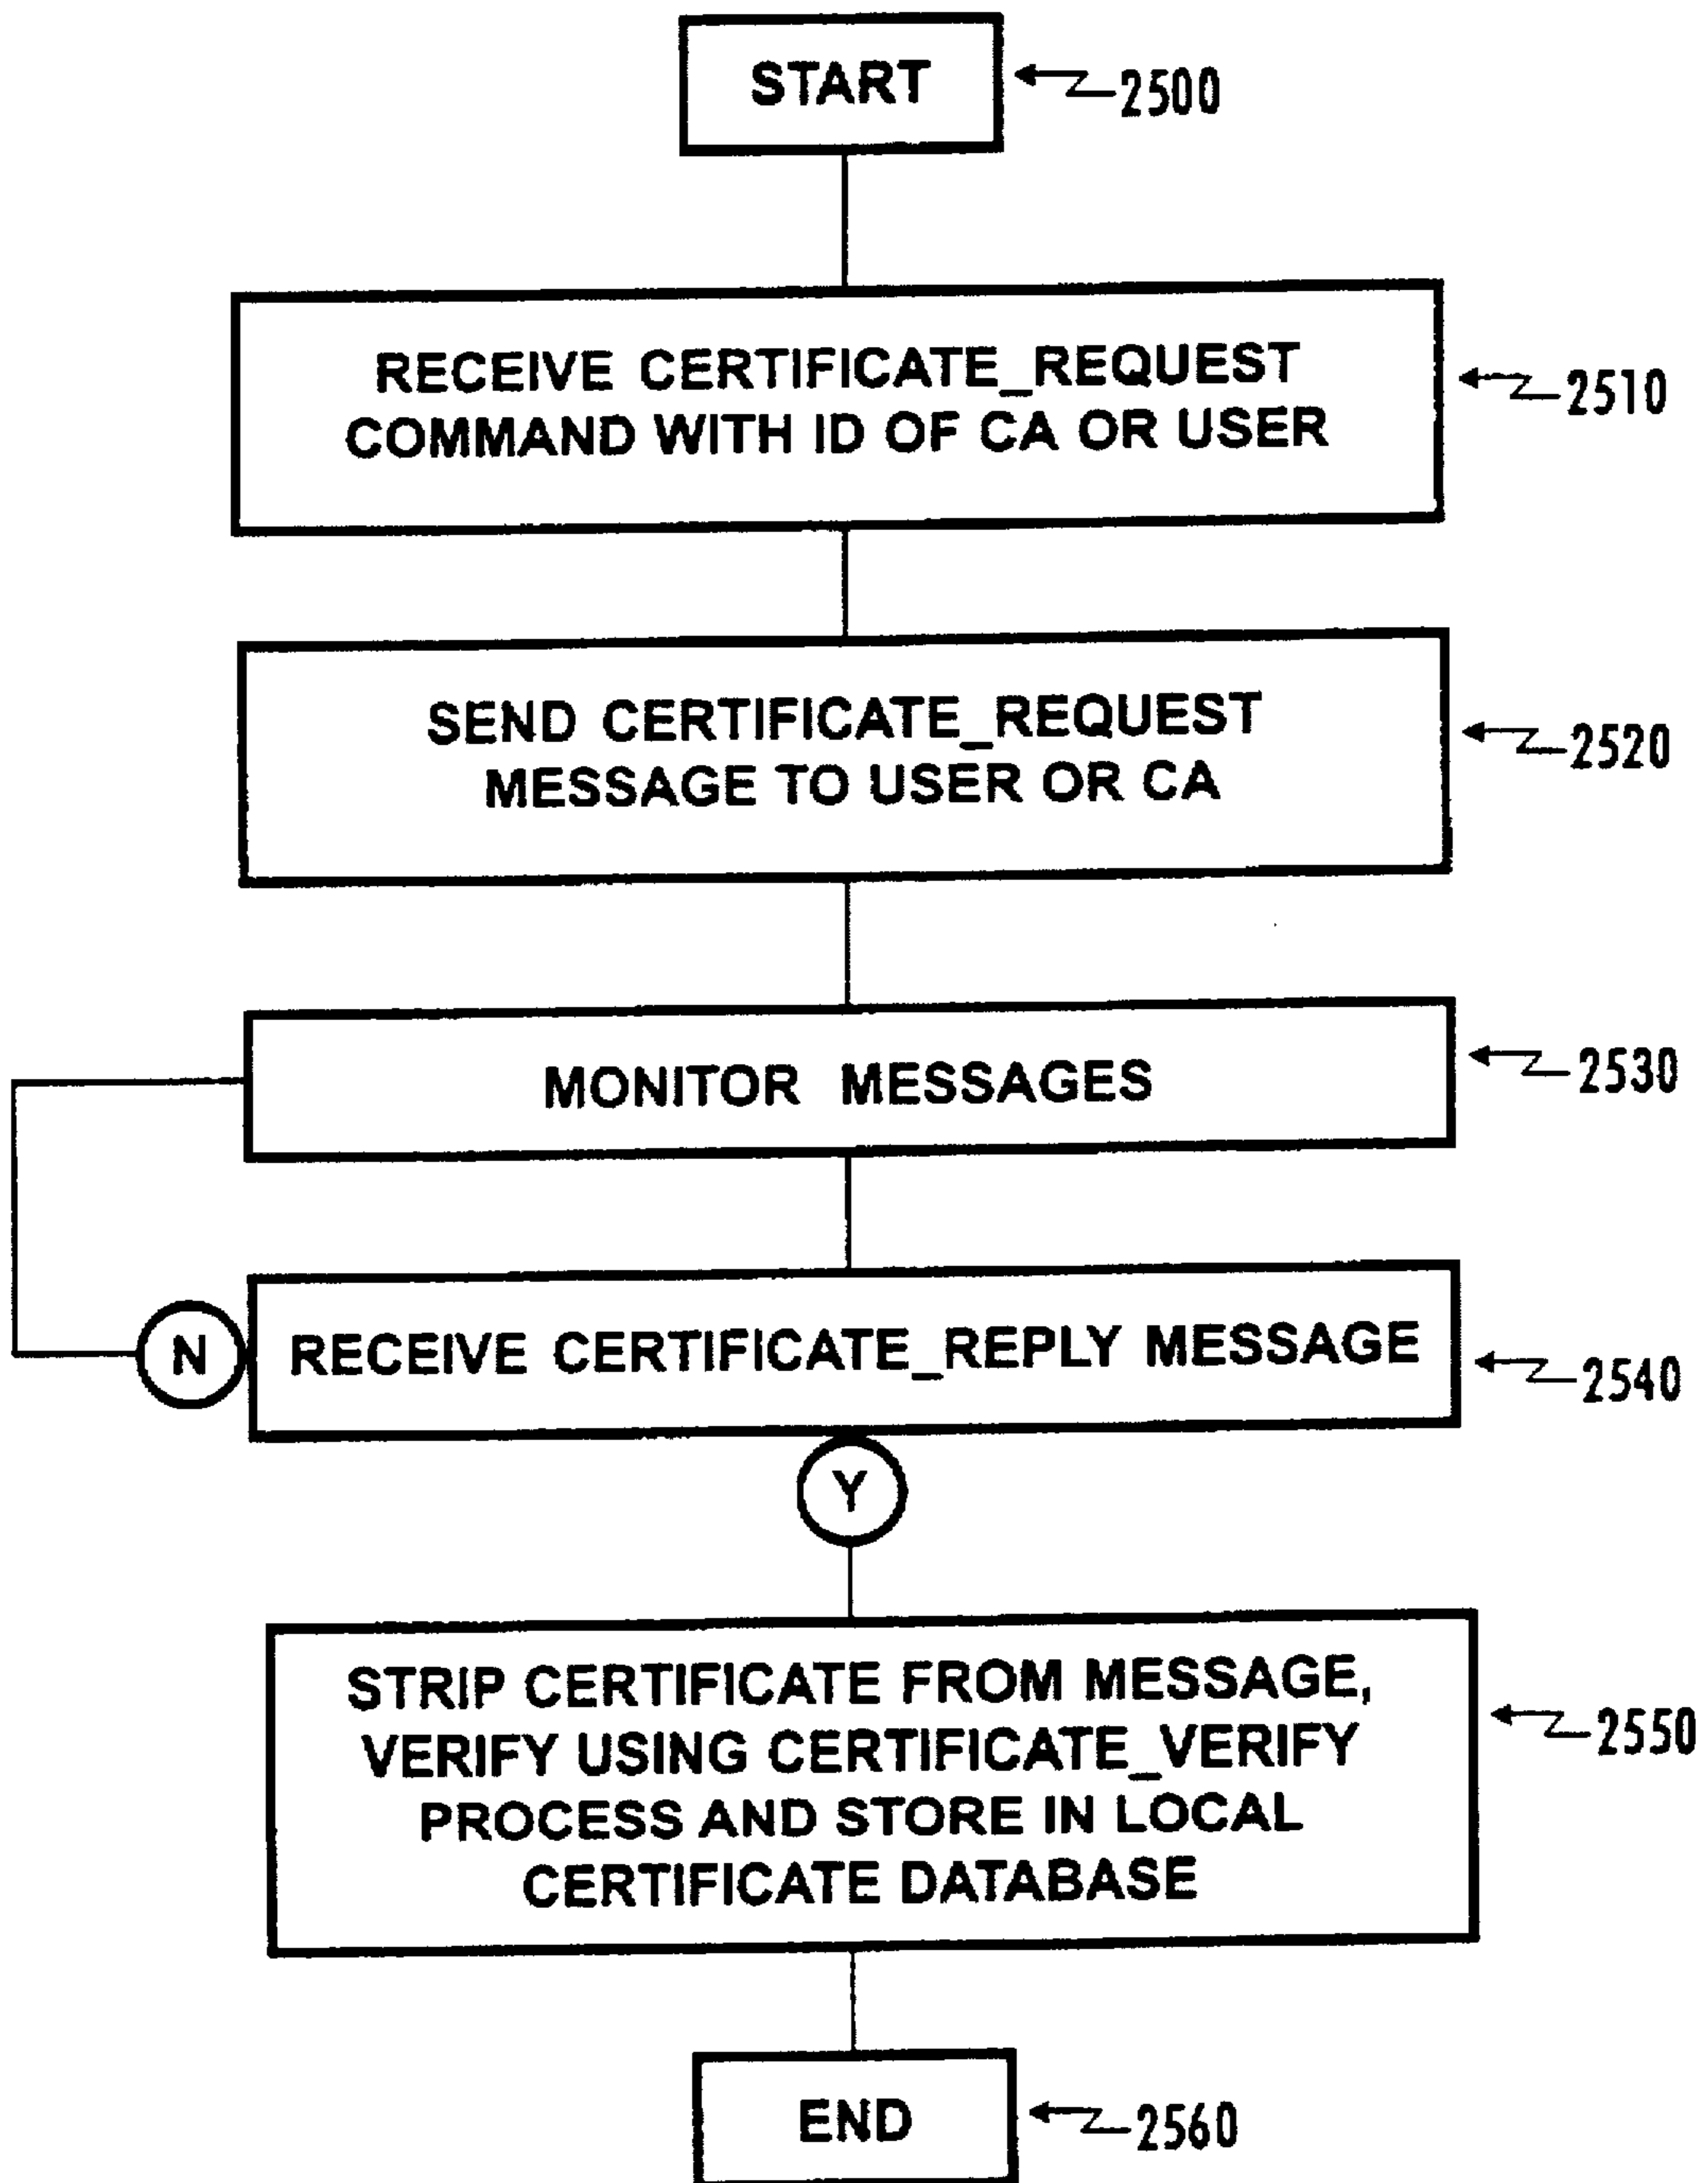 START
2500
RECEIVE CERTIFICATE_REQUEST
COMMAND WITH ID OF CA OR USER
2510
SEND CERTIFICATE_REQUEST
MESSAGE TO USER OR CA
2520
MONITOR MESSAGES
2530
N
RECEIVE CERTIFICATE_REPLY MESSAGE
2540
Y
STRIP CERTIFICATE FROM MESSAGE,
VERIFY USING CERTIFICATE_VERIFY
PROCESS AND STORE IN LOCAL
CERTIFICATE DATABASE
2550
END
2560